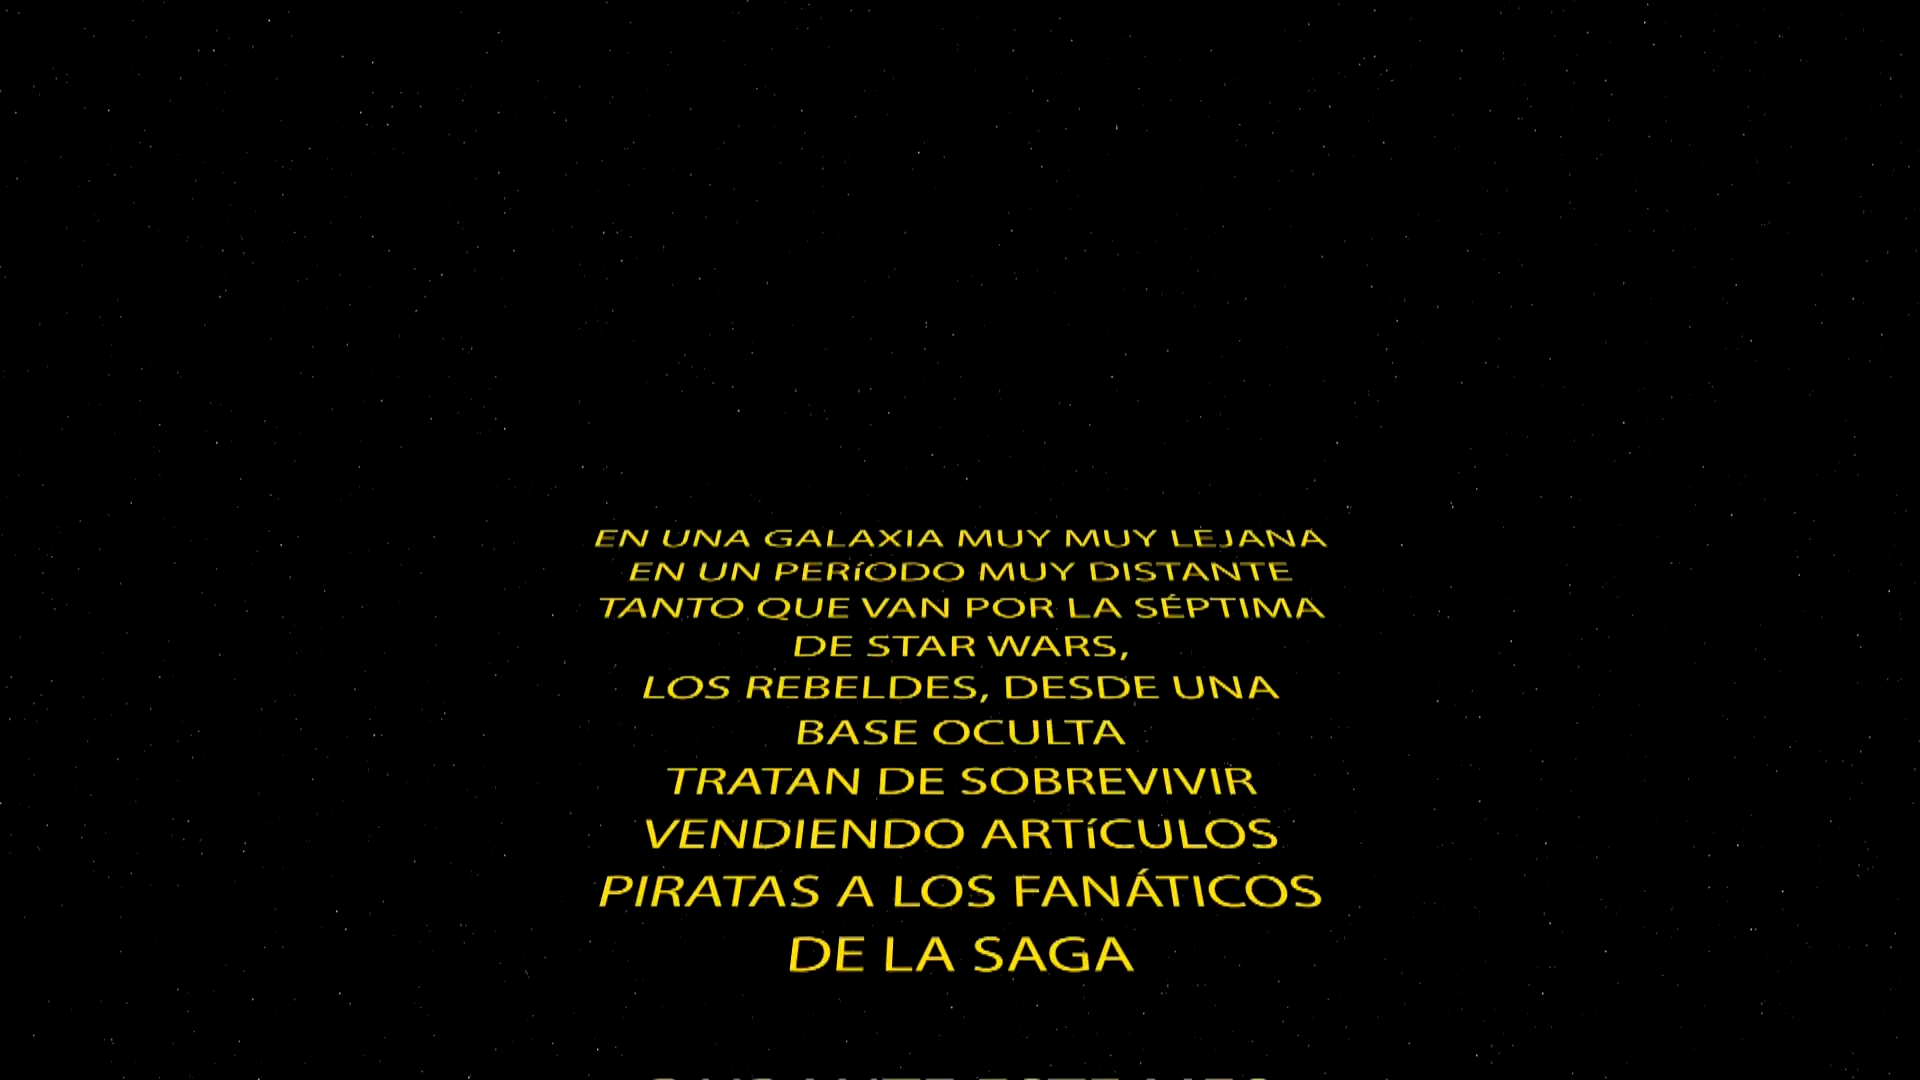 EN UNA GALAXIA MUY MUY LEJANA
EN UN PERíODO MUY DISTANTE
TANTO QUE VAN POR LA SÉPTIMA
DE STAR WARS,
LOS REBELDES, DESDE UNA
BASE OCULTA
TRATAN DE SOBREVIVIR
VENDIENDO ARTíCULOS
PIRATAS A LOS FANÁTICOS
DE LA SAGA